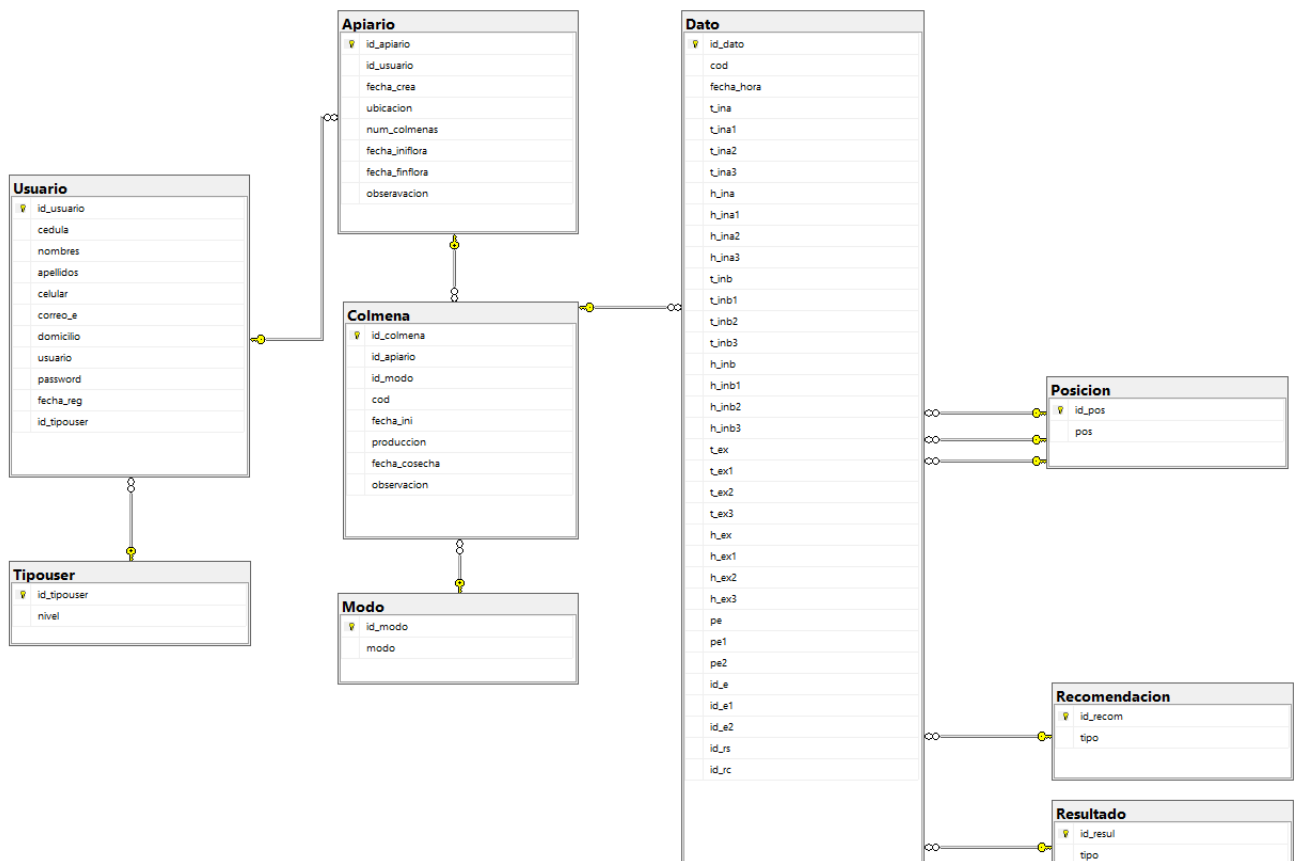 Usuario
id_usuario
cedula
nombres
apellidos
celular
correo_e
domicilio
usuario
password
fecha_reg
id_tipouser
Tipouser
id_tipouser
nivel
Apiario
id_apiario
id_usuario
fecha_crea
ubicacion
num_colmenas
fecha_iniflora
fecha_finflora
obseravacion
Colmena
id_colmena
id_apiario
id_modo
cod
fecha_ini
produccion
fecha_cosecha
observacion
Modo
id_modo
modo
Dato
id_dato
cod
fecha_hora
t_ina
t_ina1
t_ina2
t_ina3
h_ina
h_ina1
h_ina2
h_ina3
t_inb
t_inb1
t_inb2
t_inb3
h_inb
h_inb1
h_inb2
h_inb3
t_ex
t_ex1
t_ex2
t_ex3
h_ex
h_ex1
h_ex2
h_ex3
pe
pe1
pe2
id_e
id_e1
id_e2
id_rs
id_rc
Posicion
id_pos
pos
Recomendacion
id_recom
tipo
Resultado
id_resul
tipo